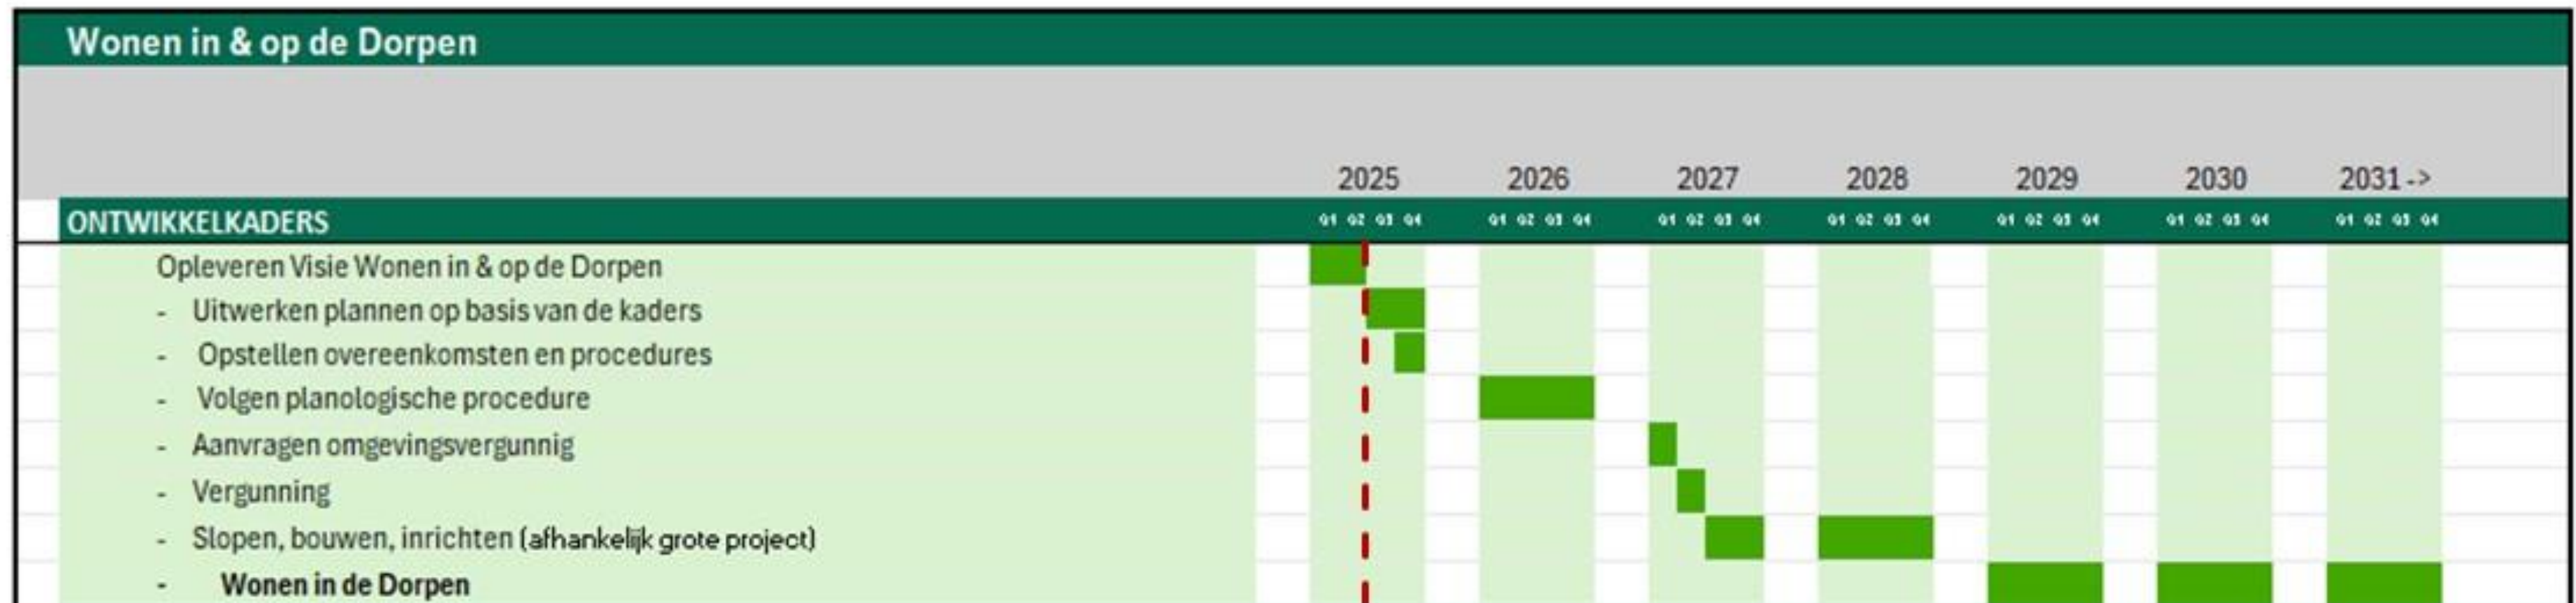 Wonen in & op de Dorpen
2025 2026 2027 2028 2029 2030 2031 ->
ONTWIKKELKADERS Q1 Q2 Q3 Q4 Q1 Q2 Q3 Q4 Q1 Q2 Q3 Q4 Q1 Q2 Q3 Q4 Q1 Q2 Q3 Q4 Q1 Q2 Q3 Q4 Q1 Q2 Q3 Q4
Opleveren Visie Wonen in & op de Dorpen
- Uitwerken plannen op basis van de kaders
- Opstellen overeenkomsten en procedures
- Volgen planologische procedure
- Aanvragen omgevingsvergunnig
- Vergunning
- Slopen, bouwen, inrichten (afhankelijk grote project)
- Wonen in de Dorpen